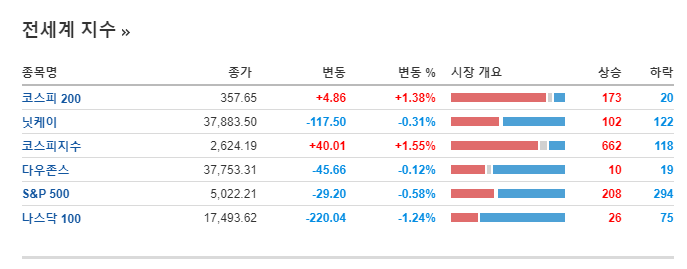 전세계 지수 »
종목명 종가 변동 변동 % 시장 개요 상승 하락
코스피 200 357.65 +4.86 +1.38% 173 20
닛케이 37,883.50 -117.50 -0.31% 102 122
코스피지수 2,624.19 +40.01 +1.55% 662 118
다우존스 37,753.31 -45.66 -0.12% 10 19
S&P 500 5,022.21 -29.20 -0.58% 208 294
나스닥 100 17,493.62 -220.04 -1.24% 26 75